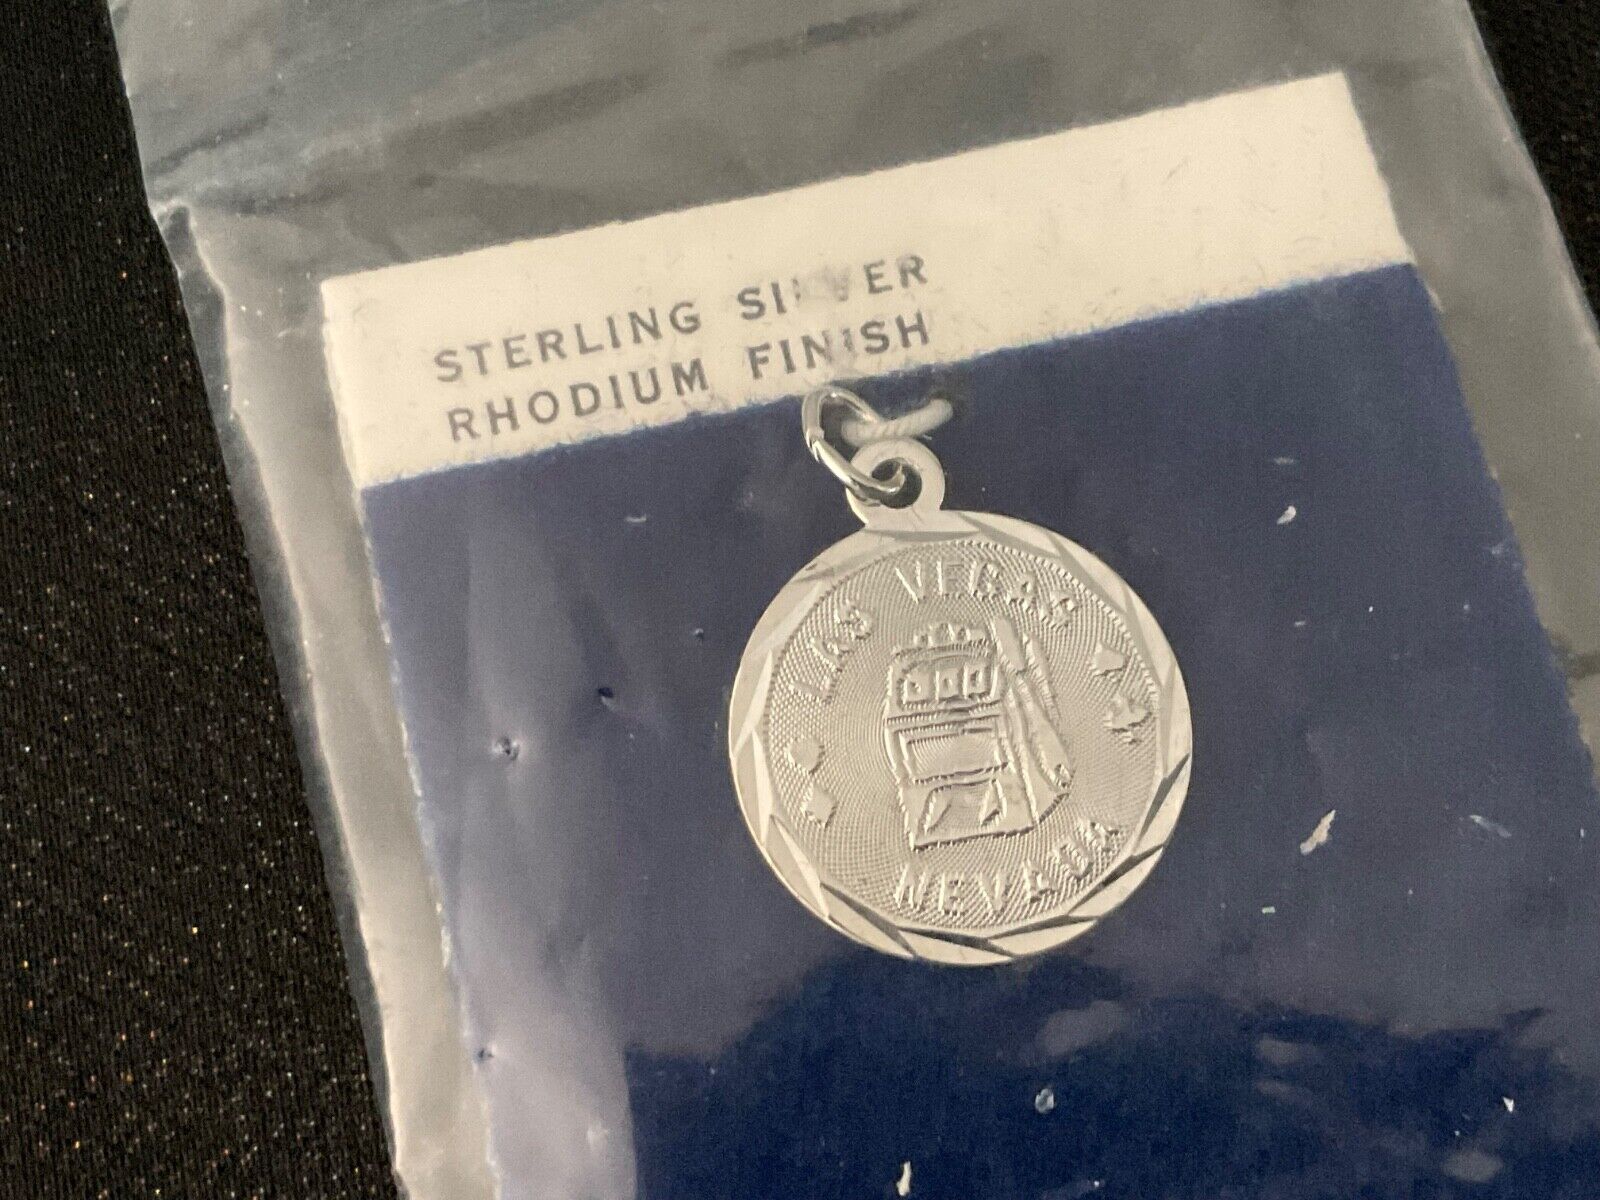 STERLING SILVER
RHODIUM FINISH
LAS VEGAS
NEVADA